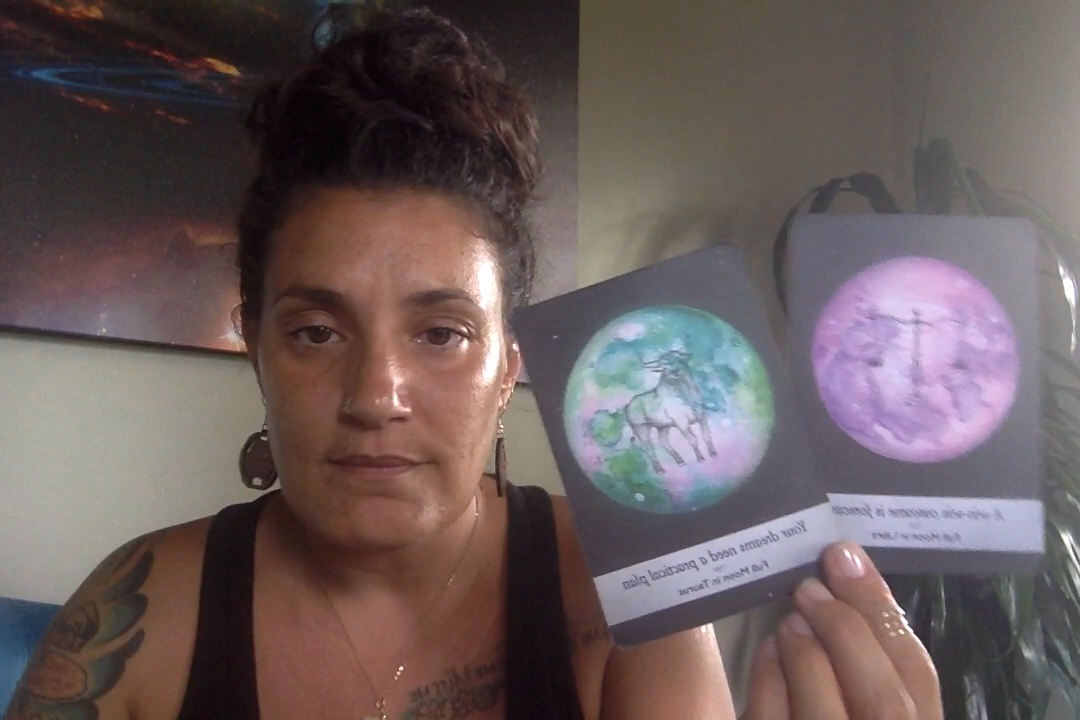 Your dreams need a practical plan
Full Moon in Taurus
A win-win outcome is forecast
Full Moon in Libra